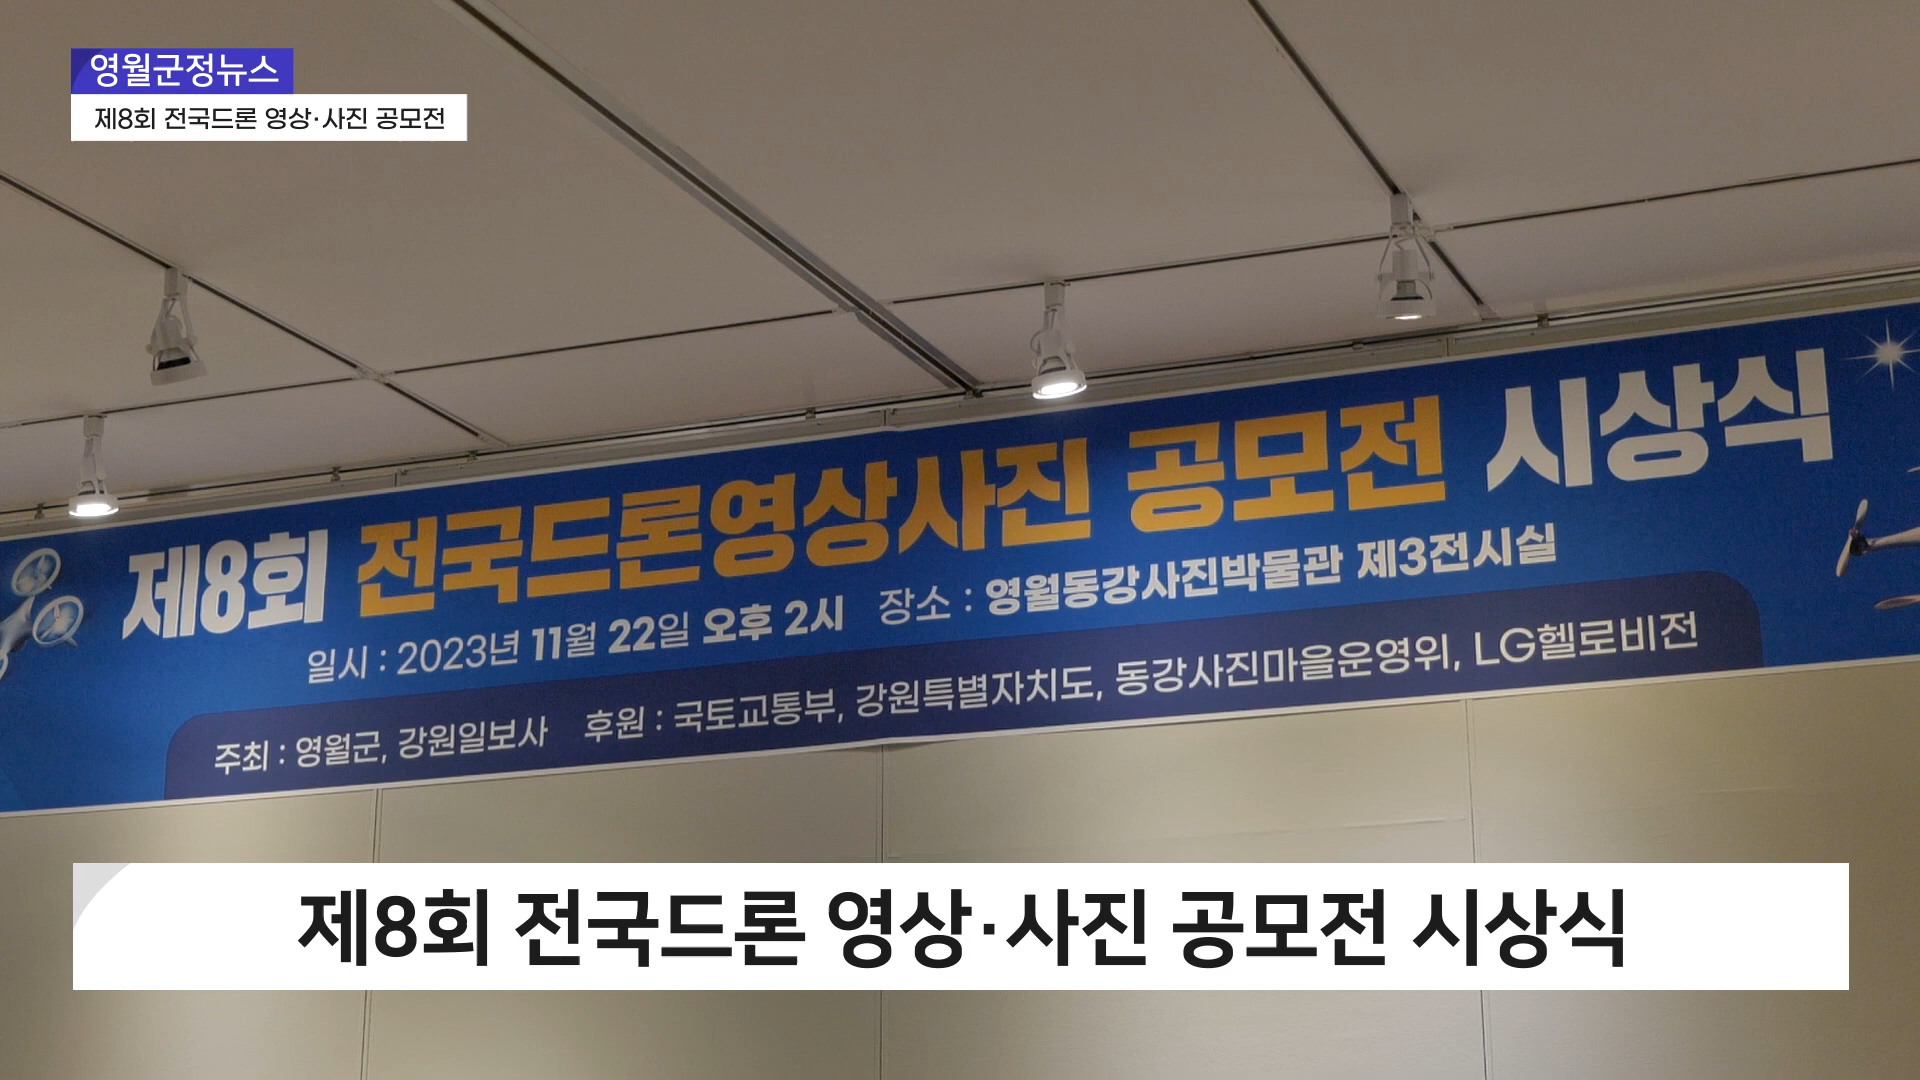 영월군정뉴스
제8회 전국드론 영상·사진 공모전
제8회 전국드론영상사진 공모전 시상식
일시 : 2023년 11월 22일 오후 2시 장소 : 영월동강사진박물관 제3전시실
주최 : 영월군, 강원일보사 후원 : 국토교통부, 강원특별자치도, 동강사진마을운영위, LG헬로비전
제8회 전국드론 영상·사진 공모전 시상식